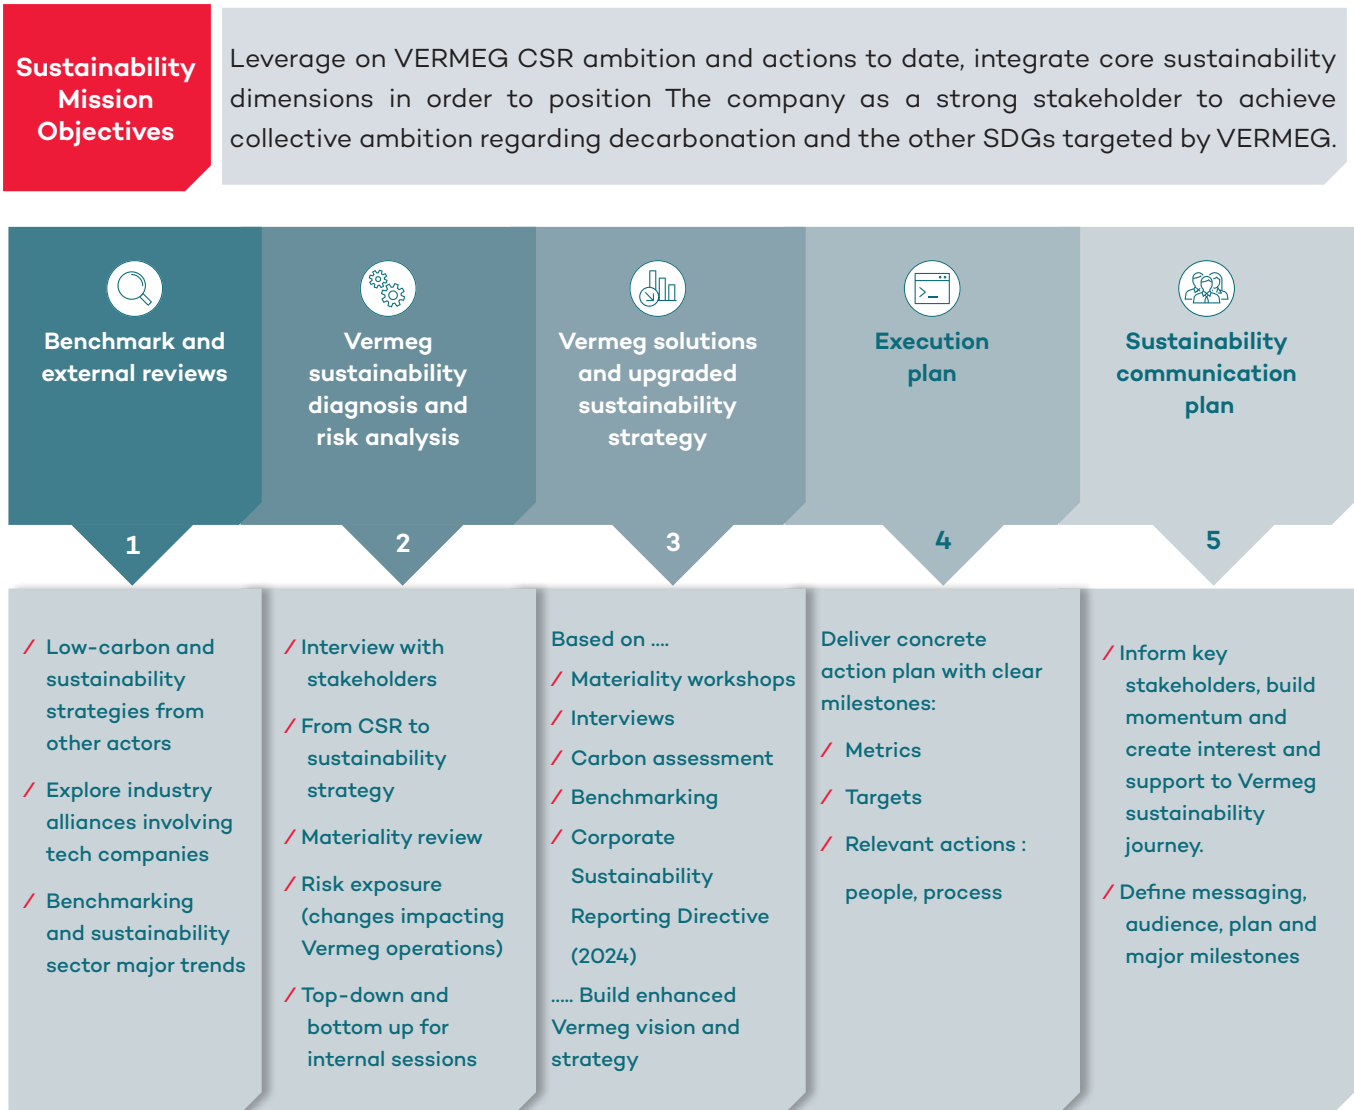 Sustainability
Mission
Objectives
Leverage on VERMEG CSR ambition and actions to date, integrate core sustainability
dimensions in order to position The company as a strong stakeholder to achieve
collective ambition regarding decarbonation and the other SDGs targeted by VERMEG.
Benchmark and
external reviews
1
/ Low-carbon and
sustainability
strategies from
other actors
/ Explore industry
alliances involving
tech companies
/ Benchmarking
and sustainability
sector major trends
Vermeg
sustainability
diagnosis and
risk analysis
2
/ Interview with
stakeholders
/ From CSR to
sustainability
strategy
/ Materiality review
/ Risk exposure
(changes impacting
Vermeg operations)
/ Top-down and
bottom up for
internal sessions
Vermeg solutions
and upgraded
sustainability
strategy
3
Based on ....
/ Materiality workshops
/ Interviews
/ Carbon assessment
/ Benchmarking
/ Corporate
Sustainability
Reporting Directive
(2024)
..... Build enhanced
Vermeg vision and
strategy
Execution
plan
4
Deliver concrete
action plan with clear
milestones:
/ Metrics
/ Targets
/ Relevant actions :
people, process
Sustainability
communication
plan
5
/ Inform key
stakeholders, build
momentum and
create interest and
support to Vermeg
sustainability
journey.
/ Define messaging,
audience, plan and
major milestones